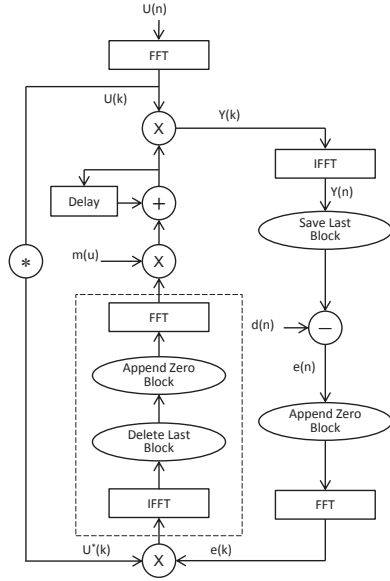 U(n)
FFT
U(k)
Y(k)
X
IFFT
Y(n)
Delay
+
Save Last
Block
m(u)
X
*
d(n)
−
FFT
e(n)
Append Zero
Block
Append Zero
Block
Delete Last
Block
IFFT
FFT
U*(k)
X
e(k)